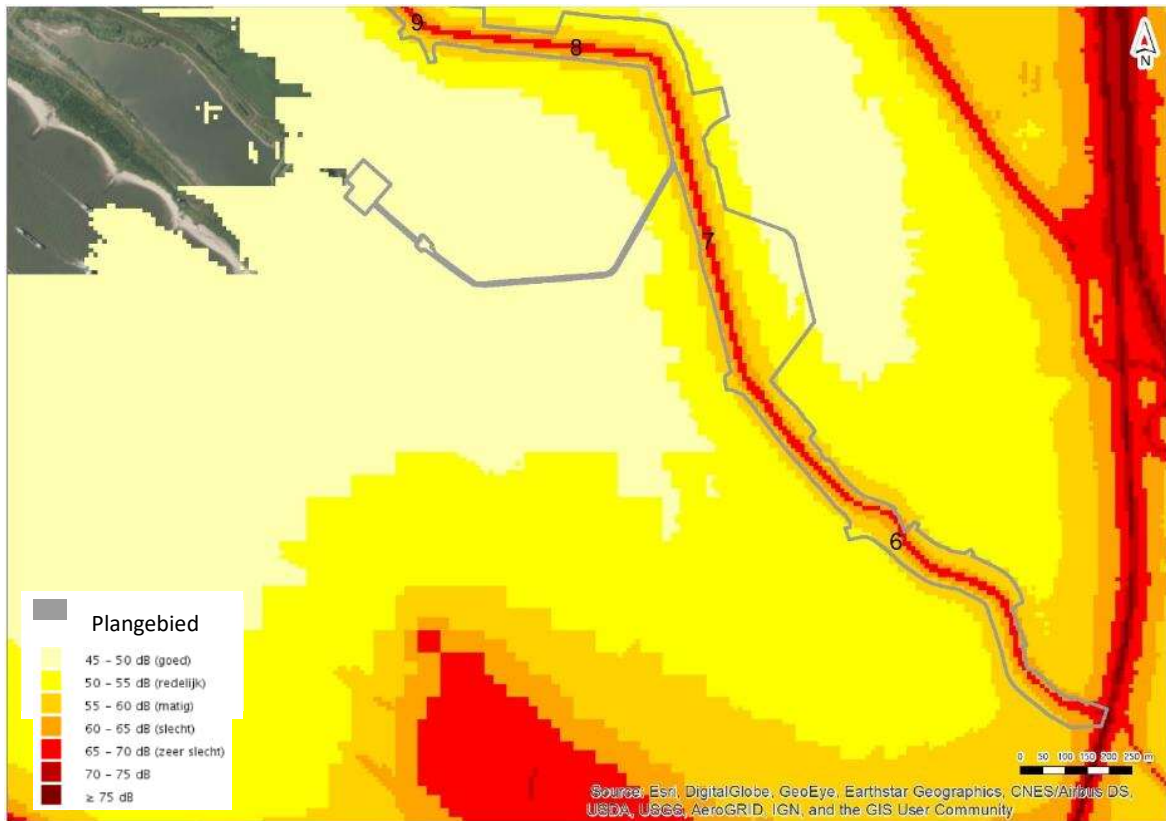 9
8
N
7
6
Plangebied
45 - 50 dB (goed)
50 - 55 dB (redelijk)
55 - 60 dB (matig)
60 - 65 dB (slecht)
65 - 70 dB (zeer slecht)
70 - 75 dB
≥ 75 dB
0 50 100 150 200 250 m
Source: Esri, DigitalGlobe, GeoEye, Earthstar Geographics, CNES/Airbus DS,
USDA, USGS, AeroGRID, IGN, and the GIS User Community